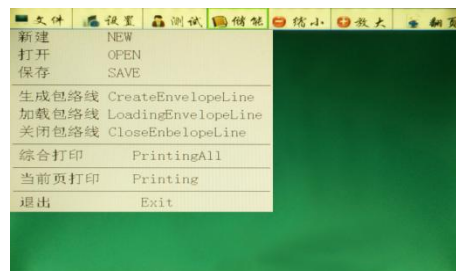 文件 设置 测试 储能 缩小 放大 翻页
新建 NEW
打开 OPEN
保存 SAVE
生成包络线 CreateEnvelopeLine
加载包络线 LoadingEnvelopeLine
关闭包络线 CloseEnbelopeLine
综合打印 PrintingAll
当前页打印 Printing
退出 Exit